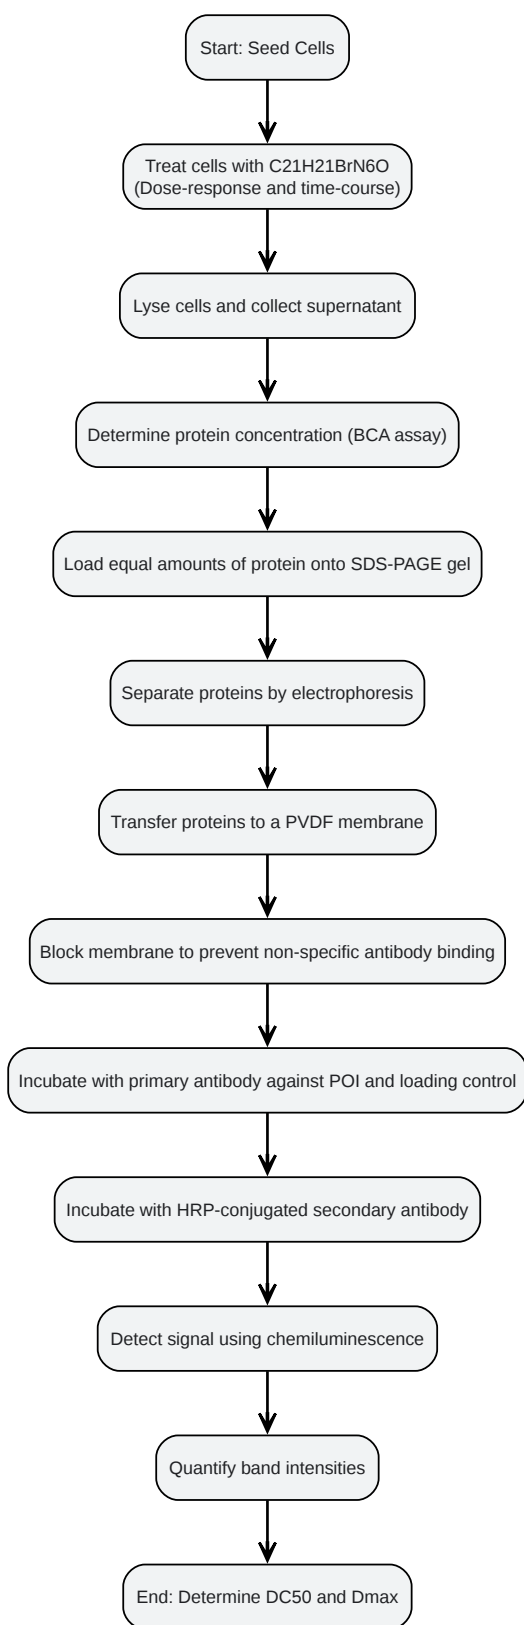 Start: Seed Cells
Treat cells with C21H21BrN6O
(Dose-response and time-course)
Lyse cells and collect supernatant
Determine protein concentration (BCA assay)
Load equal amounts of protein onto SDS-PAGE gel
Separate proteins by electrophoresis
Transfer proteins to a PVDF membrane
Block membrane to prevent non-specific antibody binding
Incubate with primary antibody against POI and loading control
Incubate with HRP-conjugated secondary antibody
Detect signal using chemiluminescence
Quantify band intensities
End: Determine DC50 and Dmax